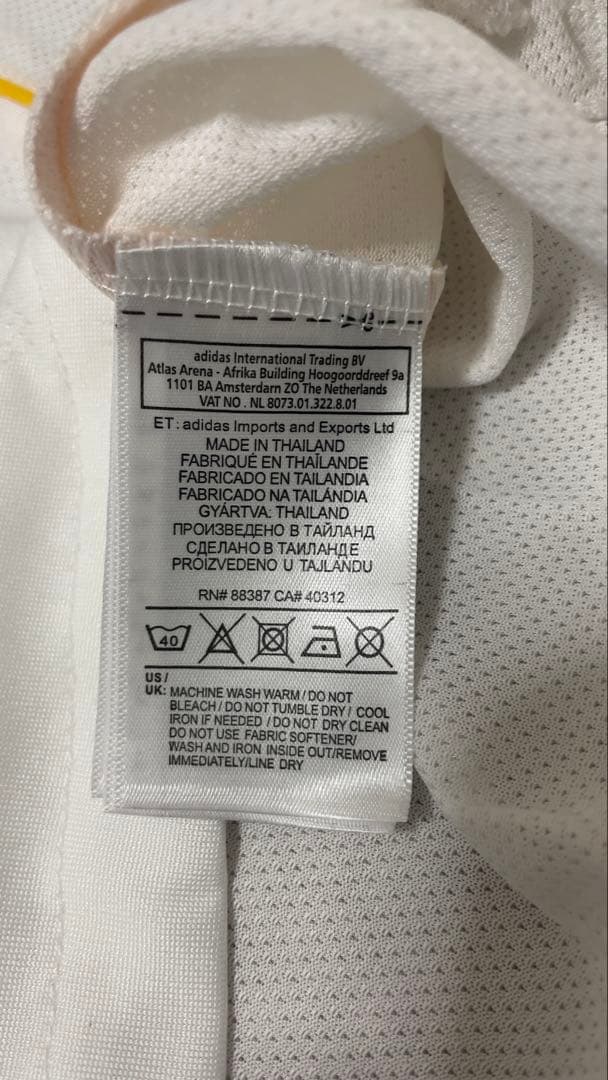 adidas International Trading BV
Atlas Arena - Afrika Building Hoogoorddreef 9a
1101 BA Amsterdam ZO The Netherlands
VAT NO . NL 8073.01.322.8.01
ET : adidas Imports and Exports Ltd
MADE IN THAILAND
FABRIQUÉ EN THAÏLANDE
FABRICADO EN TAILANDIA
FABRICADO NA TAILÂNDIA
GYÁRTVA: THAILAND
ПРОИЗВЕДЕНО В ТАЙЛАНД
СДЕЛАНО В ТАИЛАНДЕ
PROIZVEDENO U TAJLANDU
RN# 88387 CA# 40312
40
US /
UK: MACHINE WASH WARM / DO NOT
BLEACH / DO NOT TUMBLE DRY / COOL
IRON IF NEEDED / DO NOT DRY CLEAN
DO NOT USE FABRIC SOFTENER/
WASH AND IRON INSIDE OUT/REMOVE
IMMEDIATELY/LINE DRY